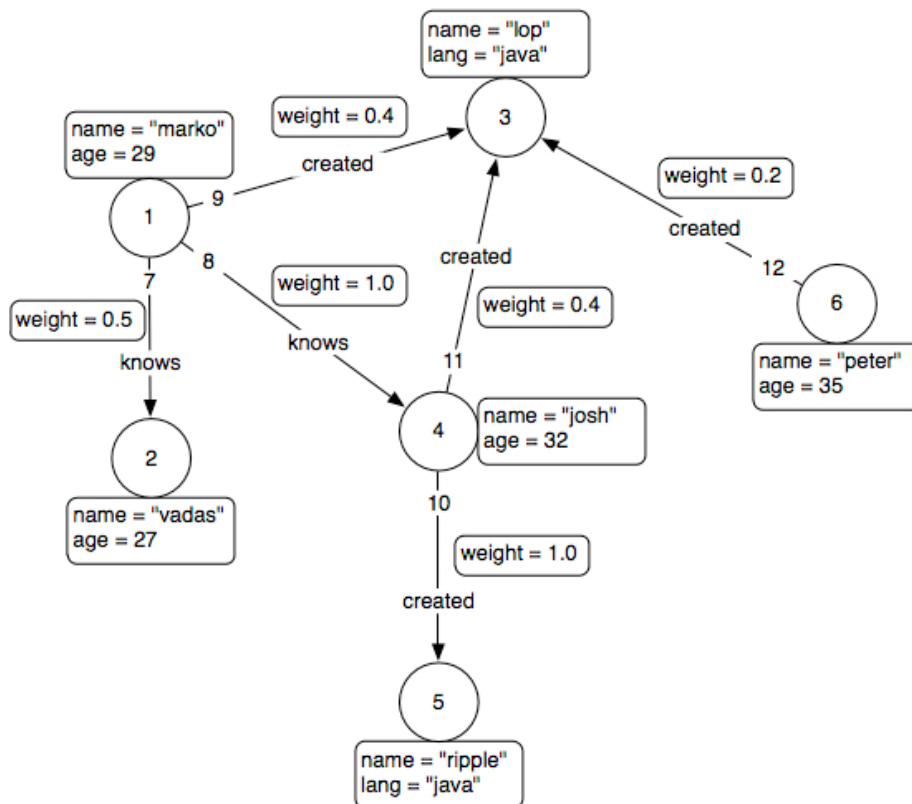 name = "lop"
lang = "java"
3
weight = 0.4
name = "marko"
age = 29
created
9
1
weight = 0.2
created
12
8
created
7
weight = 1.0
6
weight = 0.5
weight = 0.4
knows
knows
11
name = "peter"
age = 35
4
name = "josh"
age = 32
2
10
name = "vadas"
age = 27
weight = 1.0
created
5
name = "ripple"
lang = "java"